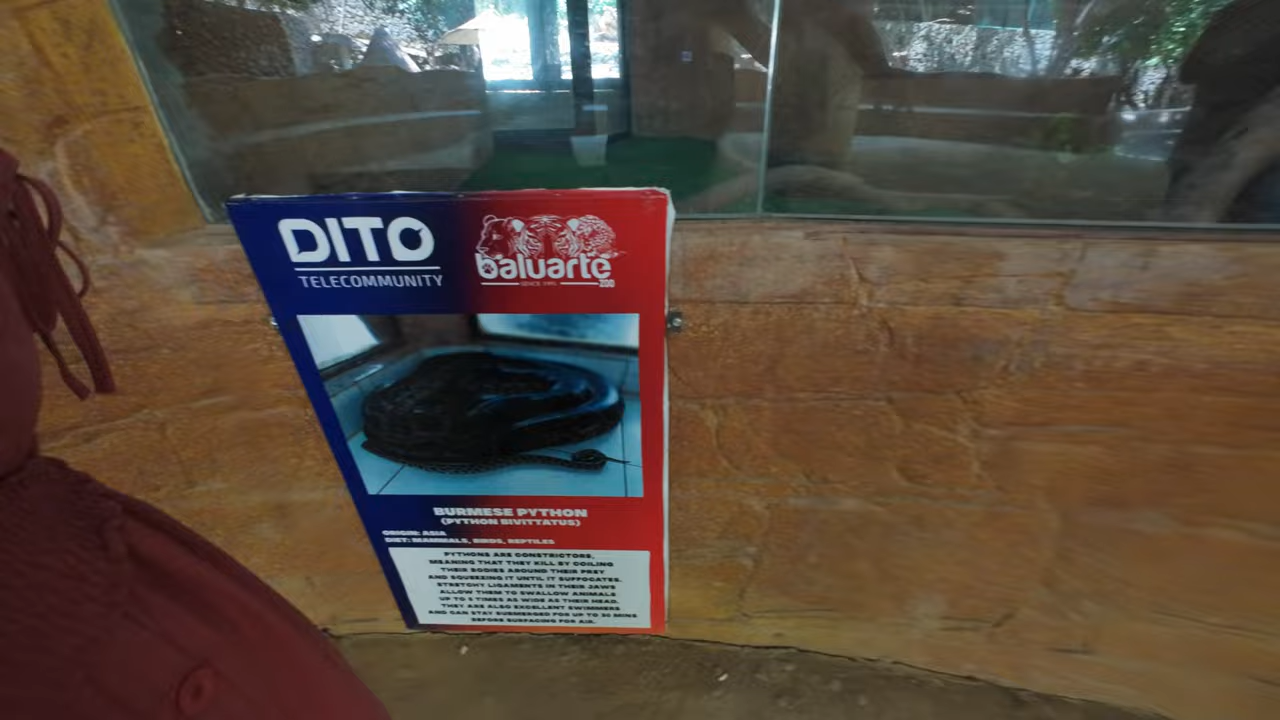 DITO
TELECOMMUNITY
baluarte
SINCE 1991
ZOO
BURMESE PYTHON
(PYTHON BIVITTATUS)
ORIGIN: ASIA
DIET: MAMMALS, BIRDS, REPTILES
PYTHONS ARE CONSTRICTORS,
MEANING THAT THEY KILL BY COILING
THEIR BODIES AROUND THEIR PREY
AND SQUEEZING IT UNTIL IT SUFFOCATES.
STRETCHY LIGAMENTS IN THEIR JAWS
ALLOW THEM TO SWALLOW ANIMALS
UP TO 5 TIMES AS WIDE AS THEIR HEAD.
THEY ARE ALSO EXCELLENT SWIMMERS
AND CAN STAY SUBMERGED FOR UP TO 30 MINS
BEFORE SURFACING FOR AIR.